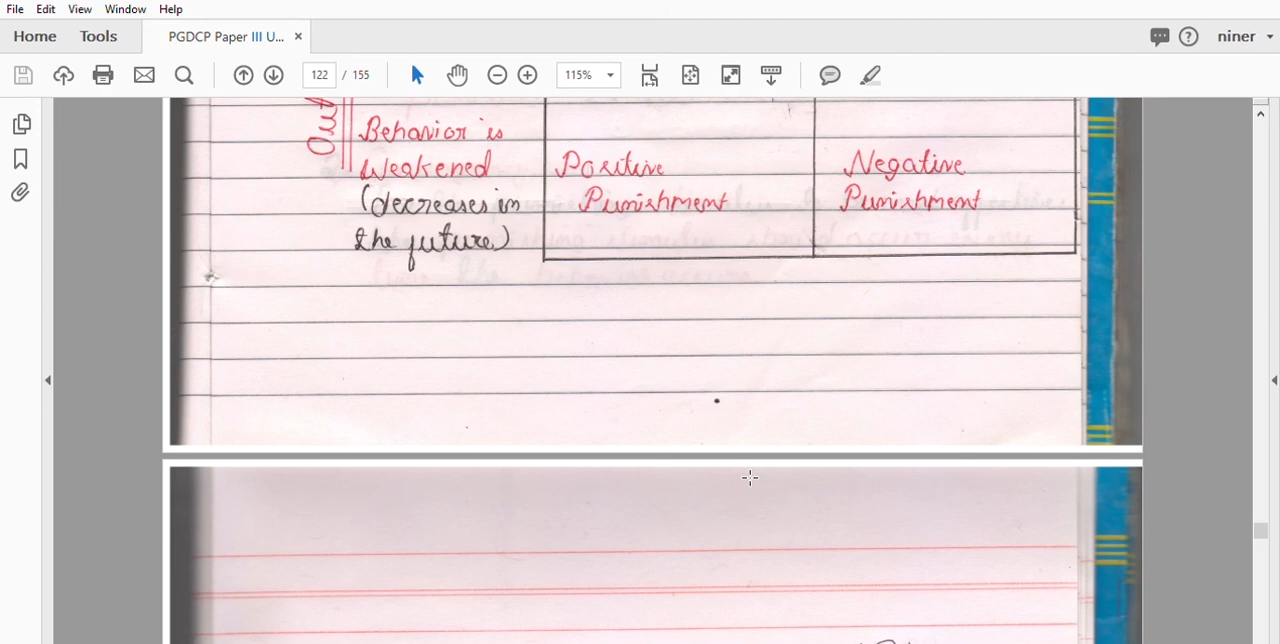 File Edit View Window Help
Home Tools PGDCP Paper III U... × niner
122 / 155 115%
Behavior is
Weakened Positive Negative
(decreases in Punishment Punishment
the future)